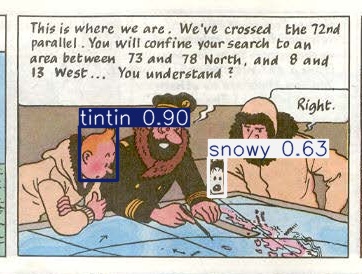 This is where we are. We've crossed the 72nd
parallel. You will confine your search to an
area between 73 and 78 North, and 8 and
13 West... You understand?
Right.
tintin 0.90
snowy 0.63